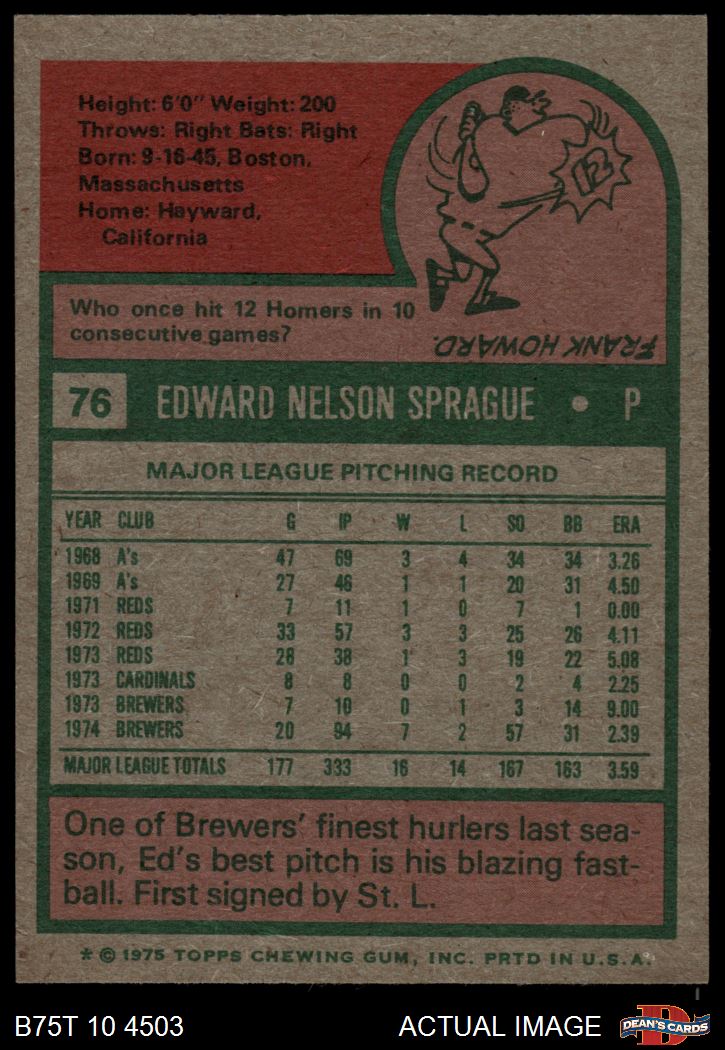 Height: 6'0" Weight: 200
Throws: Right Bats: Right
Born: 9-16-45, Boston,
Massachusetts
Home: Hayward,
California
12
Who once hit 12 Homers in 10
consecutive games?
FRANK HOWARD.
76 EDWARD NELSON SPRAGUE • P
MAJOR LEAGUE PITCHING RECORD
YEAR CLUB G IP W L SO BB ERA
1968 A's 47 69 3 4 34 34 3.26
1969 A's 27 46 1 1 20 31 4.50
1971 REDS 7 11 1 0 7 1 0.00
1972 REDS 33 57 3 3 25 26 4.11
1973 REDS 28 38 1 3 19 22 5.08
1973 CARDINALS 8 8 0 0 2 4 2.25
1973 BREWERS 7 10 0 1 3 14 9.00
1974 BREWERS 20 94 7 2 57 31 2.39
MAJOR LEAGUE TOTALS 177 333 16 14 167 163 3.59
One of Brewers' finest hurlers last sea-
son, Ed's best pitch is his blazing fast-
ball. First signed by St. L.
* © 1975 TOPPS CHEWING GUM, INC. PRTD IN U.S.A.
B75T 10 4503 ACTUAL IMAGE DEAN'S CARDS